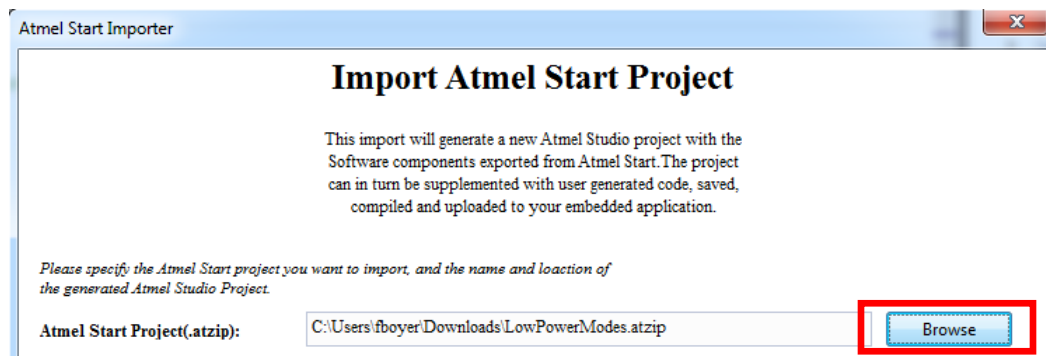 Atmel Start Importer
Import Atmel Start Project
This import will generate a new Atmel Studio project with the
Software components exported from Atmel Start.The project
can in turn be supplemented with user generated code, saved,
compiled and uploaded to your embedded application.
Please specify the Atmel Start project you want to import, and the name and loaction of
the generated Atmel Studio Project.
Atmel Start Project(.atzip): C:\Users\fboyer\Downloads\LowPowerModes.atzip Browse